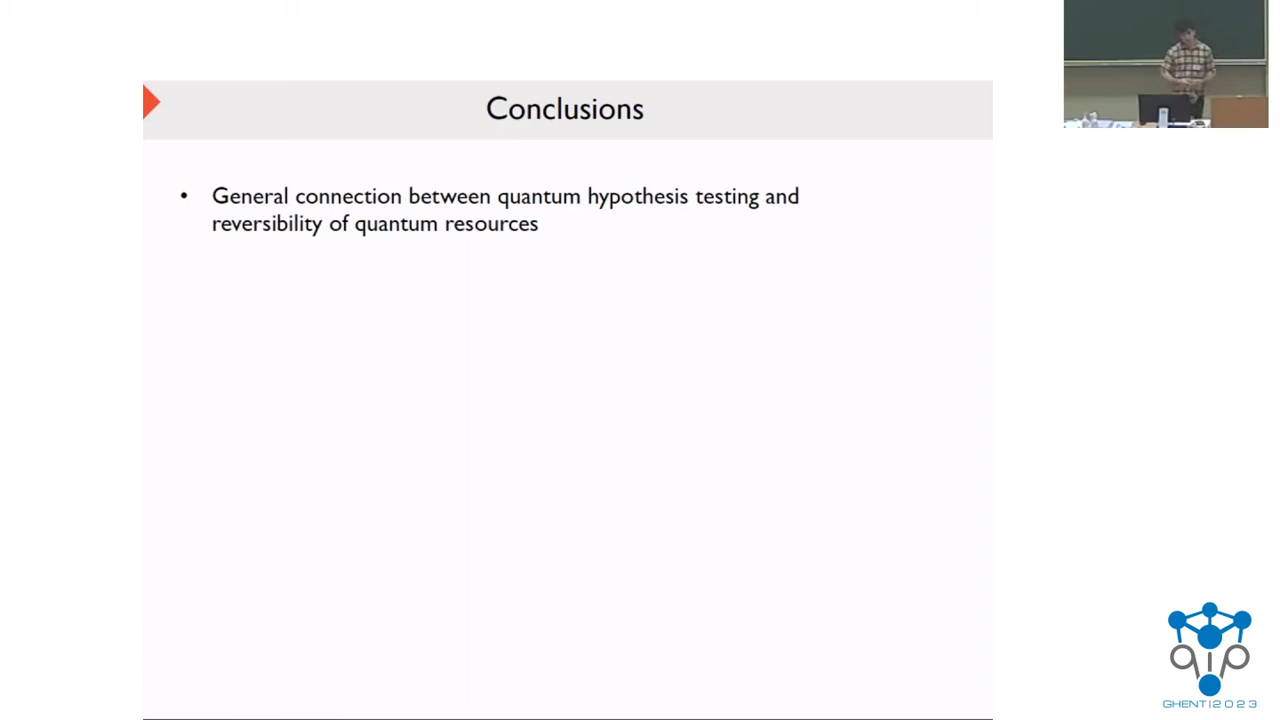 Conclusions
• General connection between quantum hypothesis testing and
reversibility of quantum resources
qip
GHENT|2023